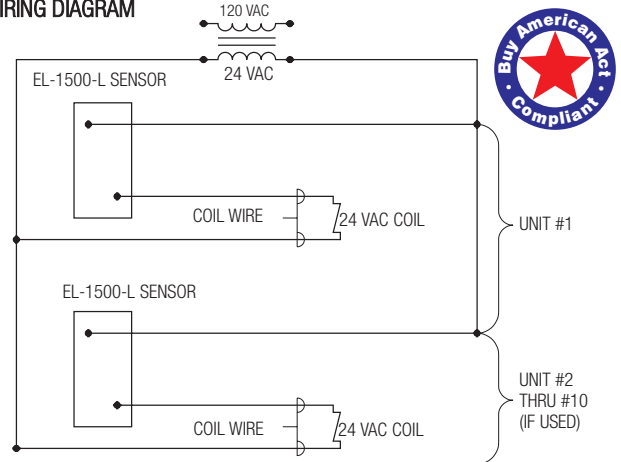 IRING DIAGRAM
120 VAC
24 VAC
Buy American Act
Compliant
EL-1500-L SENSOR
COIL WIRE
24 VAC COIL
UNIT #1
EL-1500-L SENSOR
COIL WIRE
24 VAC COIL
UNIT #2
THRU #10
(IF USED)